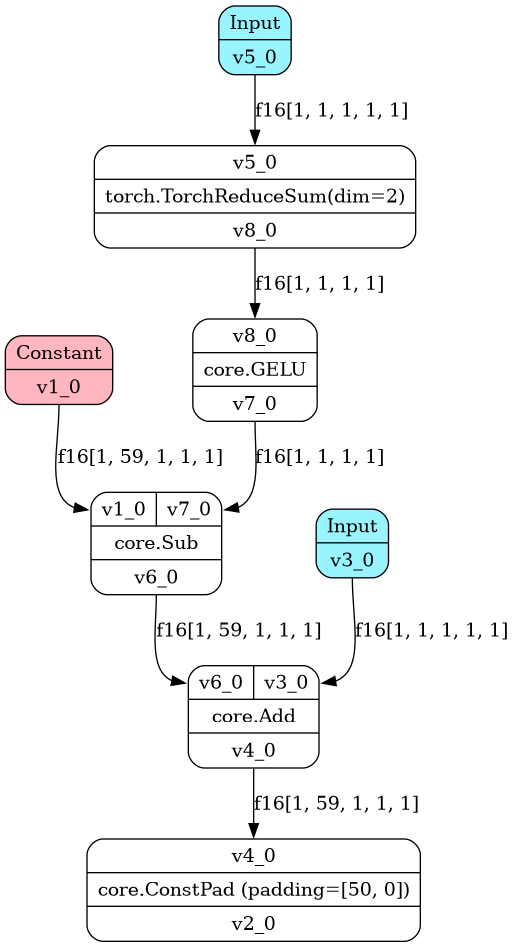 Input
v5_0
f16[1, 1, 1, 1, 1]
v5_0
torch.TorchReduceSum(dim=2)
v8_0
f16[1, 1, 1, 1]
v8_0
core.GELU
v7_0
Constant
v1_0
f16[1, 59, 1, 1, 1]
f16[1, 1, 1, 1]
v1_0 v7_0
core.Sub
v6_0
Input
v3_0
f16[1, 59, 1, 1, 1]
f16[1, 1, 1, 1, 1]
v6_0 v3_0
core.Add
v4_0
f16[1, 59, 1, 1, 1]
v4_0
core.ConstPad (padding=[50, 0])
v2_0